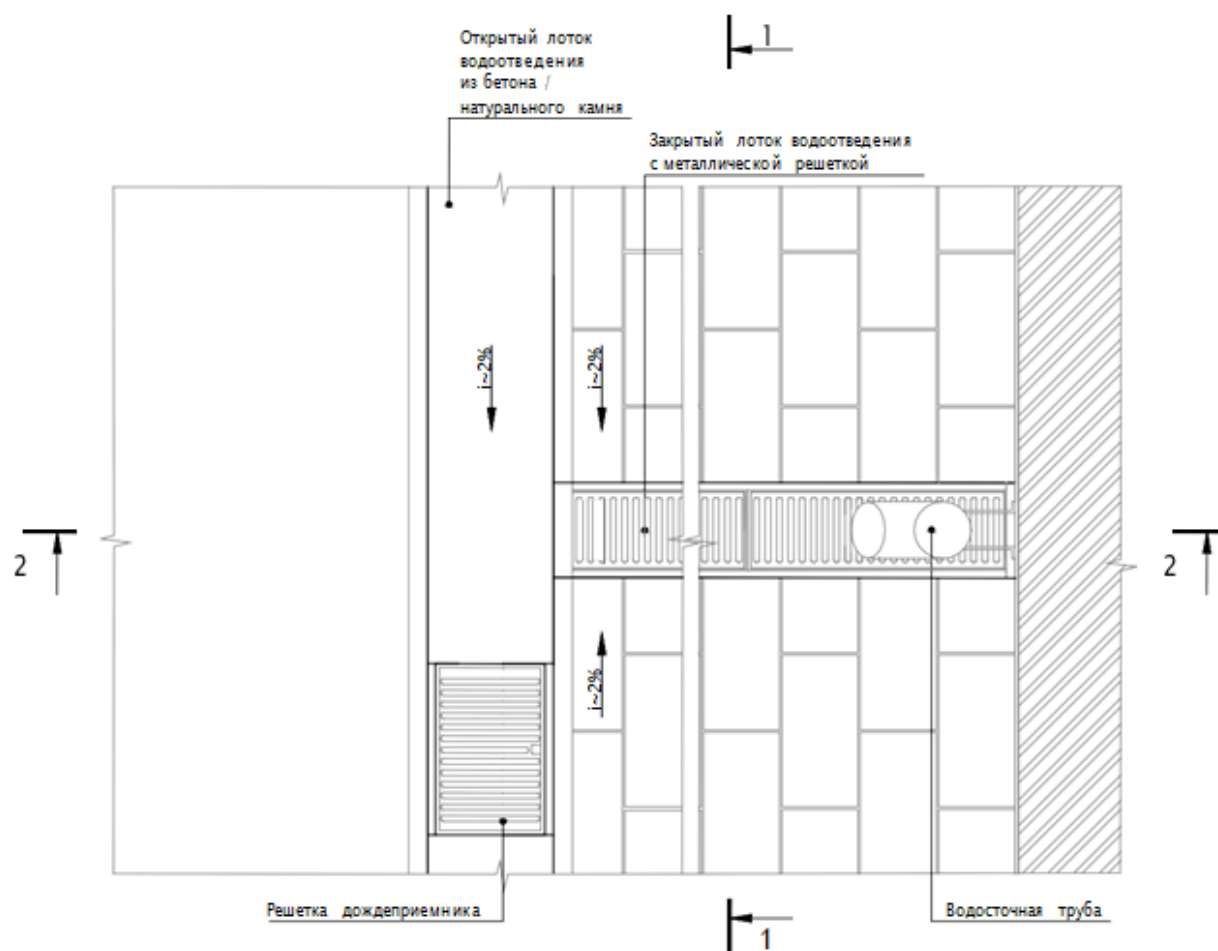 Открытый лоток
водоотведения
из бетона /
натурального камня
1
Закрытый лоток водоотведения
с металлической решеткой
i~2%
i~2%
2
2
i~2%
Решетка дождеприемника
Водосточная труба
1